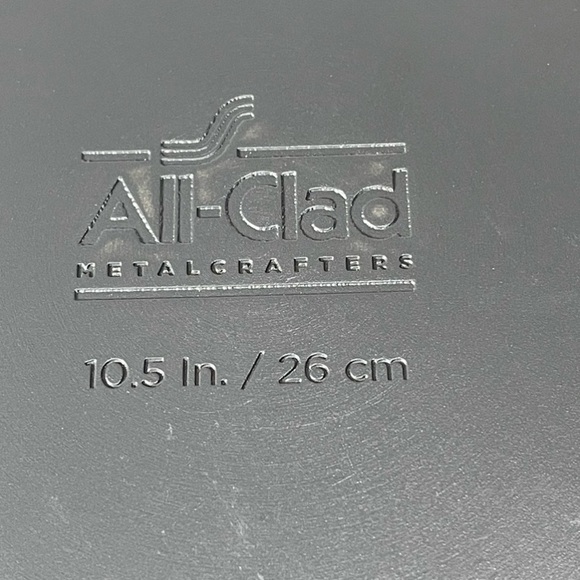 All-Clad
METALCRAFTERS
10.5 In. / 26 cm